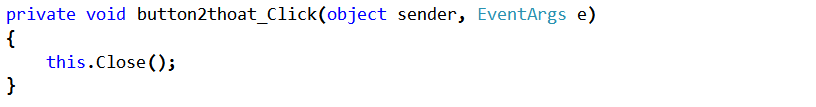 private void button2thoat_Click(object sender, EventArgs e)
{
    this.Close();
}